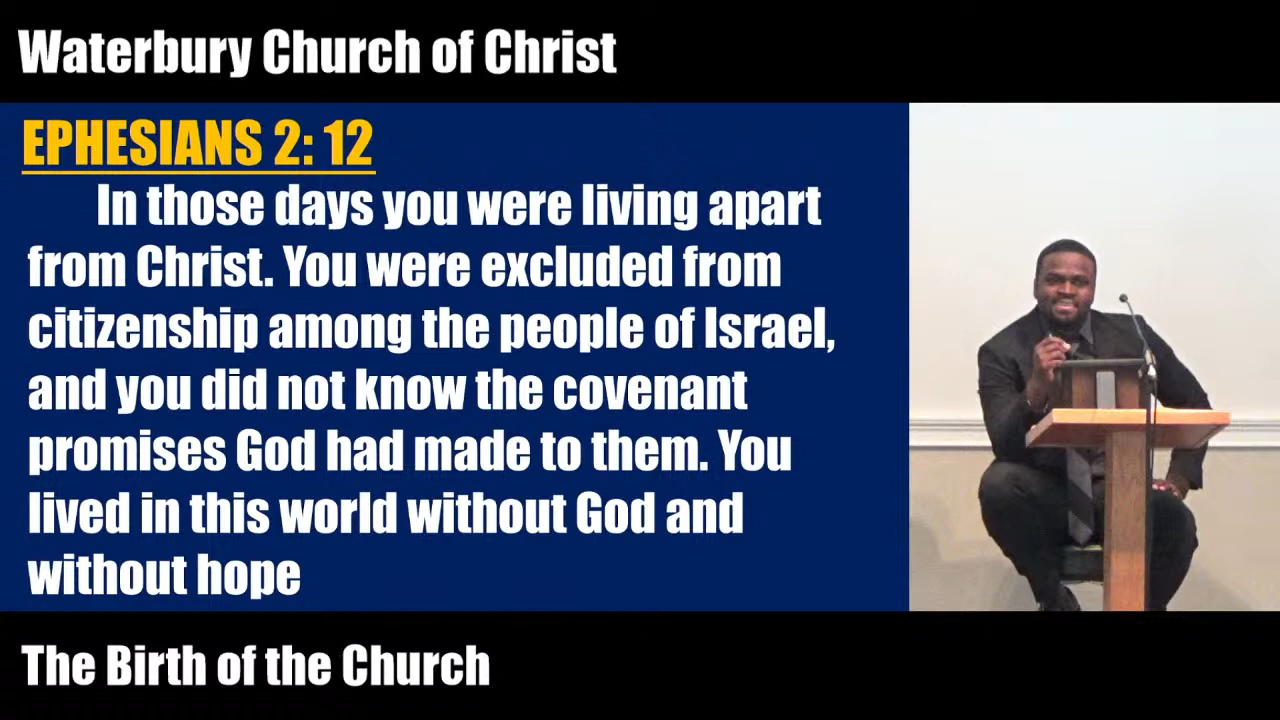 Waterbury Church of Christ
EPHESIANS 2: 12
In those days you were living apart
from Christ. You were excluded from
citizenship among the people of Israel,
and you did not know the covenant
promises God had made to them. You
lived in this world without God and
without hope
The Birth of the Church